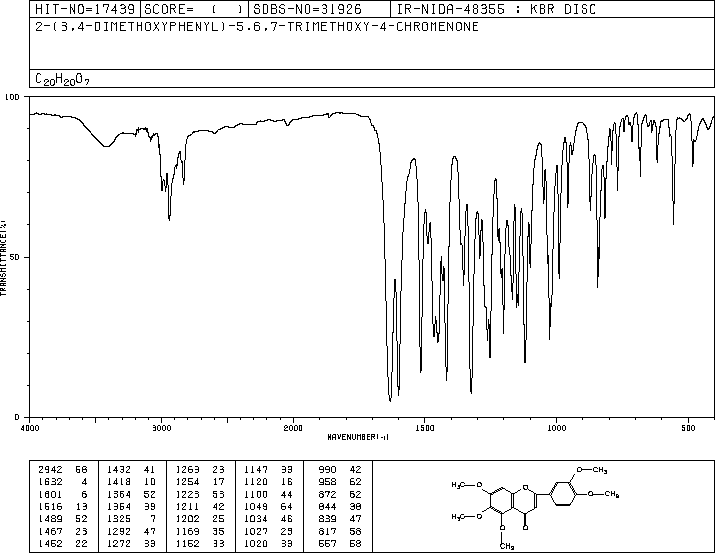 HIT-NO=17439 SCORE= ( ) SDBS-NO=31926 IR-NIDA-48355 : KBR DISC
2-(3,4-DIMETHOXYPHENYL)-5,6,7-TRIMETHOXY-4-CHROMENONE
C20H20O7
100
50
0
TRANSMITTANCE(%)
4000 3000 2000 1500 1000 500
WAVENUMBER(-1)
2942 58 1432 41 1263 23 1147 33 990 42
1632 4 1418 10 1254 17 1120 16 958 62
1601 6 1364 52 1223 53 1100 44 872 62
1516 13 1354 39 1211 42 1049 64 844 38
1489 52 1325 7 1202 25 1034 46 839 47
1467 23 1292 47 1169 35 1027 29 817 58
1452 22 1272 39 1152 33 1020 39 557 58
O—CH3
H3C—O O O—CH3
H3C—O
O O
CH3